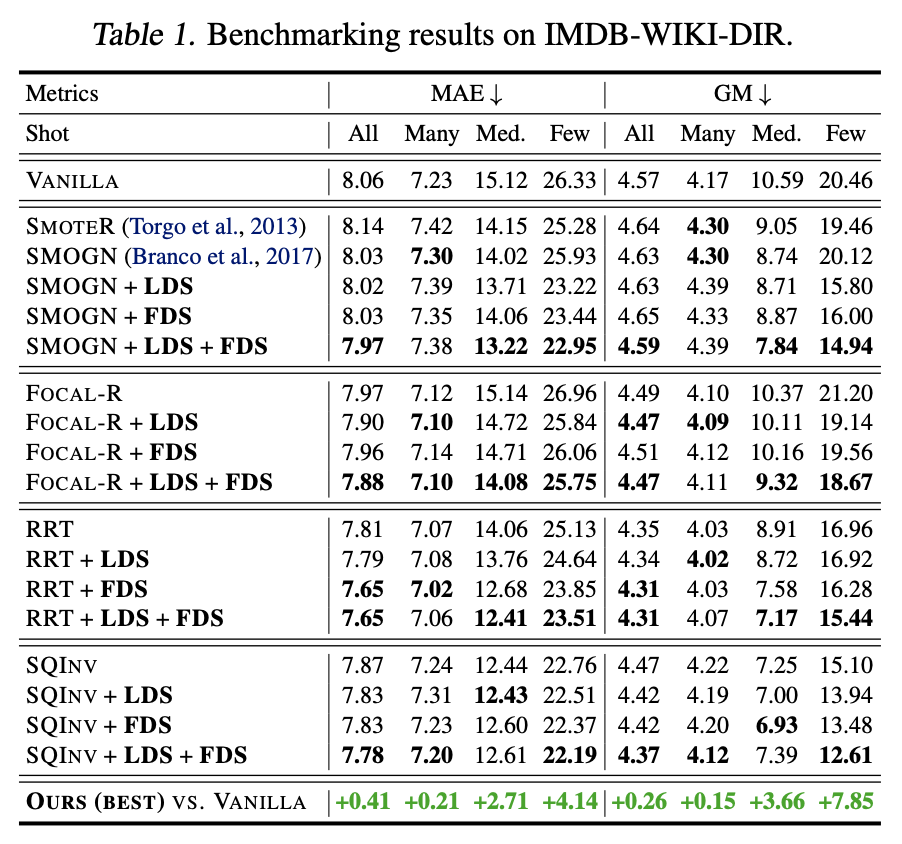 Table 1. Benchmarking results on IMDB-WIKI-DIR.
Metrics MAE ↓ GM ↓
Shot All Many Med. Few All Many Med. Few
VANILLA 8.06 7.23 15.12 26.33 4.57 4.17 10.59 20.46
SMOTER (Torgo et al., 2013) 8.14 7.42 14.15 25.28 4.64 4.30 9.05 19.46
SMOGN (Branco et al., 2017) 8.03 7.30 14.02 25.93 4.63 4.30 8.74 20.12
SMOGN + LDS 8.02 7.39 13.71 23.22 4.63 4.39 8.71 15.80
SMOGN + FDS 8.03 7.35 14.06 23.44 4.65 4.33 8.87 16.00
SMOGN + LDS + FDS 7.97 7.38 13.22 22.95 4.59 4.39 7.84 14.94
FOCAL-R 7.97 7.12 15.14 26.96 4.49 4.10 10.37 21.20
FOCAL-R + LDS 7.90 7.10 14.72 25.84 4.47 4.09 10.11 19.14
FOCAL-R + FDS 7.96 7.14 14.71 26.06 4.51 4.12 10.16 19.56
FOCAL-R + LDS + FDS 7.88 7.10 14.08 25.75 4.47 4.11 9.32 18.67
RRT 7.81 7.07 14.06 25.13 4.35 4.03 8.91 16.96
RRT + LDS 7.79 7.08 13.76 24.64 4.34 4.02 8.72 16.92
RRT + FDS 7.65 7.02 12.68 23.85 4.31 4.03 7.58 16.28
RRT + LDS + FDS 7.65 7.06 12.41 23.51 4.31 4.07 7.17 15.44
SQINV 7.87 7.24 12.44 22.76 4.47 4.22 7.25 15.10
SQINV + LDS 7.83 7.31 12.43 22.51 4.42 4.19 7.00 13.94
SQINV + FDS 7.83 7.23 12.60 22.37 4.42 4.20 6.93 13.48
SQINV + LDS + FDS 7.78 7.20 12.61 22.19 4.37 4.12 7.39 12.61
OURS (BEST) VS. VANILLA +0.41 +0.21 +2.71 +4.14 +0.26 +0.15 +3.66 +7.85